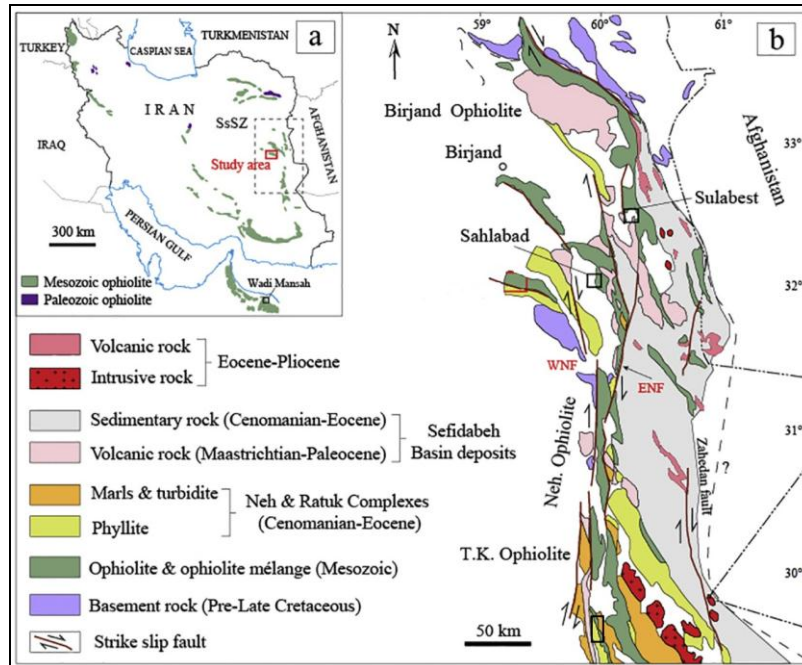 a
TURKEY
CASPIAN SEA
TURKMENISTAN
IRAN
SsSZ
AFGHANISTAN
Study area
IRAQ
300 km
PERSIAN GULF
Wadi Mansah
Mesozoic ophiolite
Paleozoic ophiolite
b
N
59°
60°
61°
Birjand Ophiolite
Birjand
Afghanistan
33°
Sulabest
Sahlabad
32°
WNF
ENF
31°
Neh. Ophiolite
Zahedan fault
?
T.K. Ophiolite
30°
50 km
Volcanic rock
Intrusive rock
Eocene-Pliocene
Sedimentary rock (Cenomanian-Eocene)
Volcanic rock (Maastrichtian-Paleocene)
Sefidabeh
Basin deposits
Marls & turbidite
Phyllite
Neh & Ratuk Complexes
(Cenomanian-Eocene)
Ophiolite & ophiolite mélange (Mesozoic)
Basement rock (Pre-Late Cretaceous)
Strike slip fault